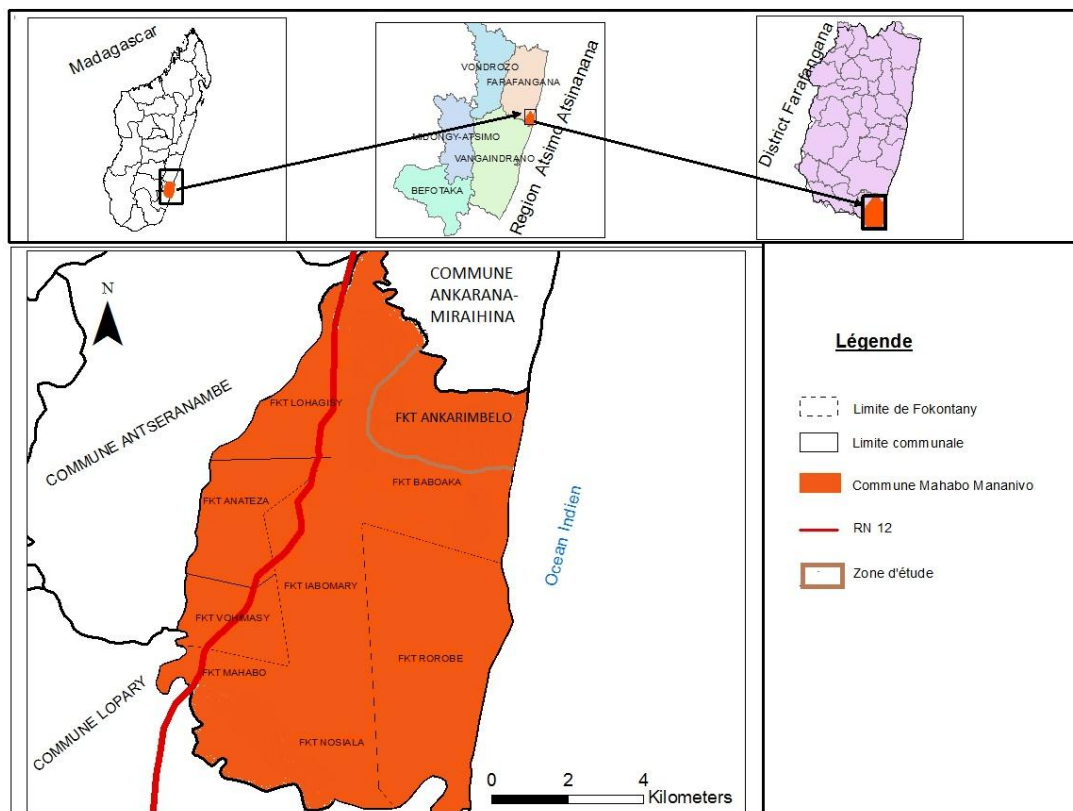 Madagascar
VONDROZO
FARAFANGANA
MIDONGY-ATSIMO
VANGAINDRANO
BEFOTAKA
Region Atsimo Atsinanana
District Farafangana
N
COMMUNE
ANKARANA-
MIRAIHINA
COMMUNE ANTSERANAMBE
FKT LOHAGISY
FKT ANKARIMBELO
FKT BABOAKA
FKT ANATEZA
FKT IABOMARY
FKT VOHIMASY
FKT ROROBE
FKT MAHABO
COMMUNE LOPARY
FKT NOSIALA
Ocean Indien
0 2 4
Kilometers
Légende
Limite de Fokontany
Limite communale
Commune Mahabo Mananivo
RN 12
Zone d'étude